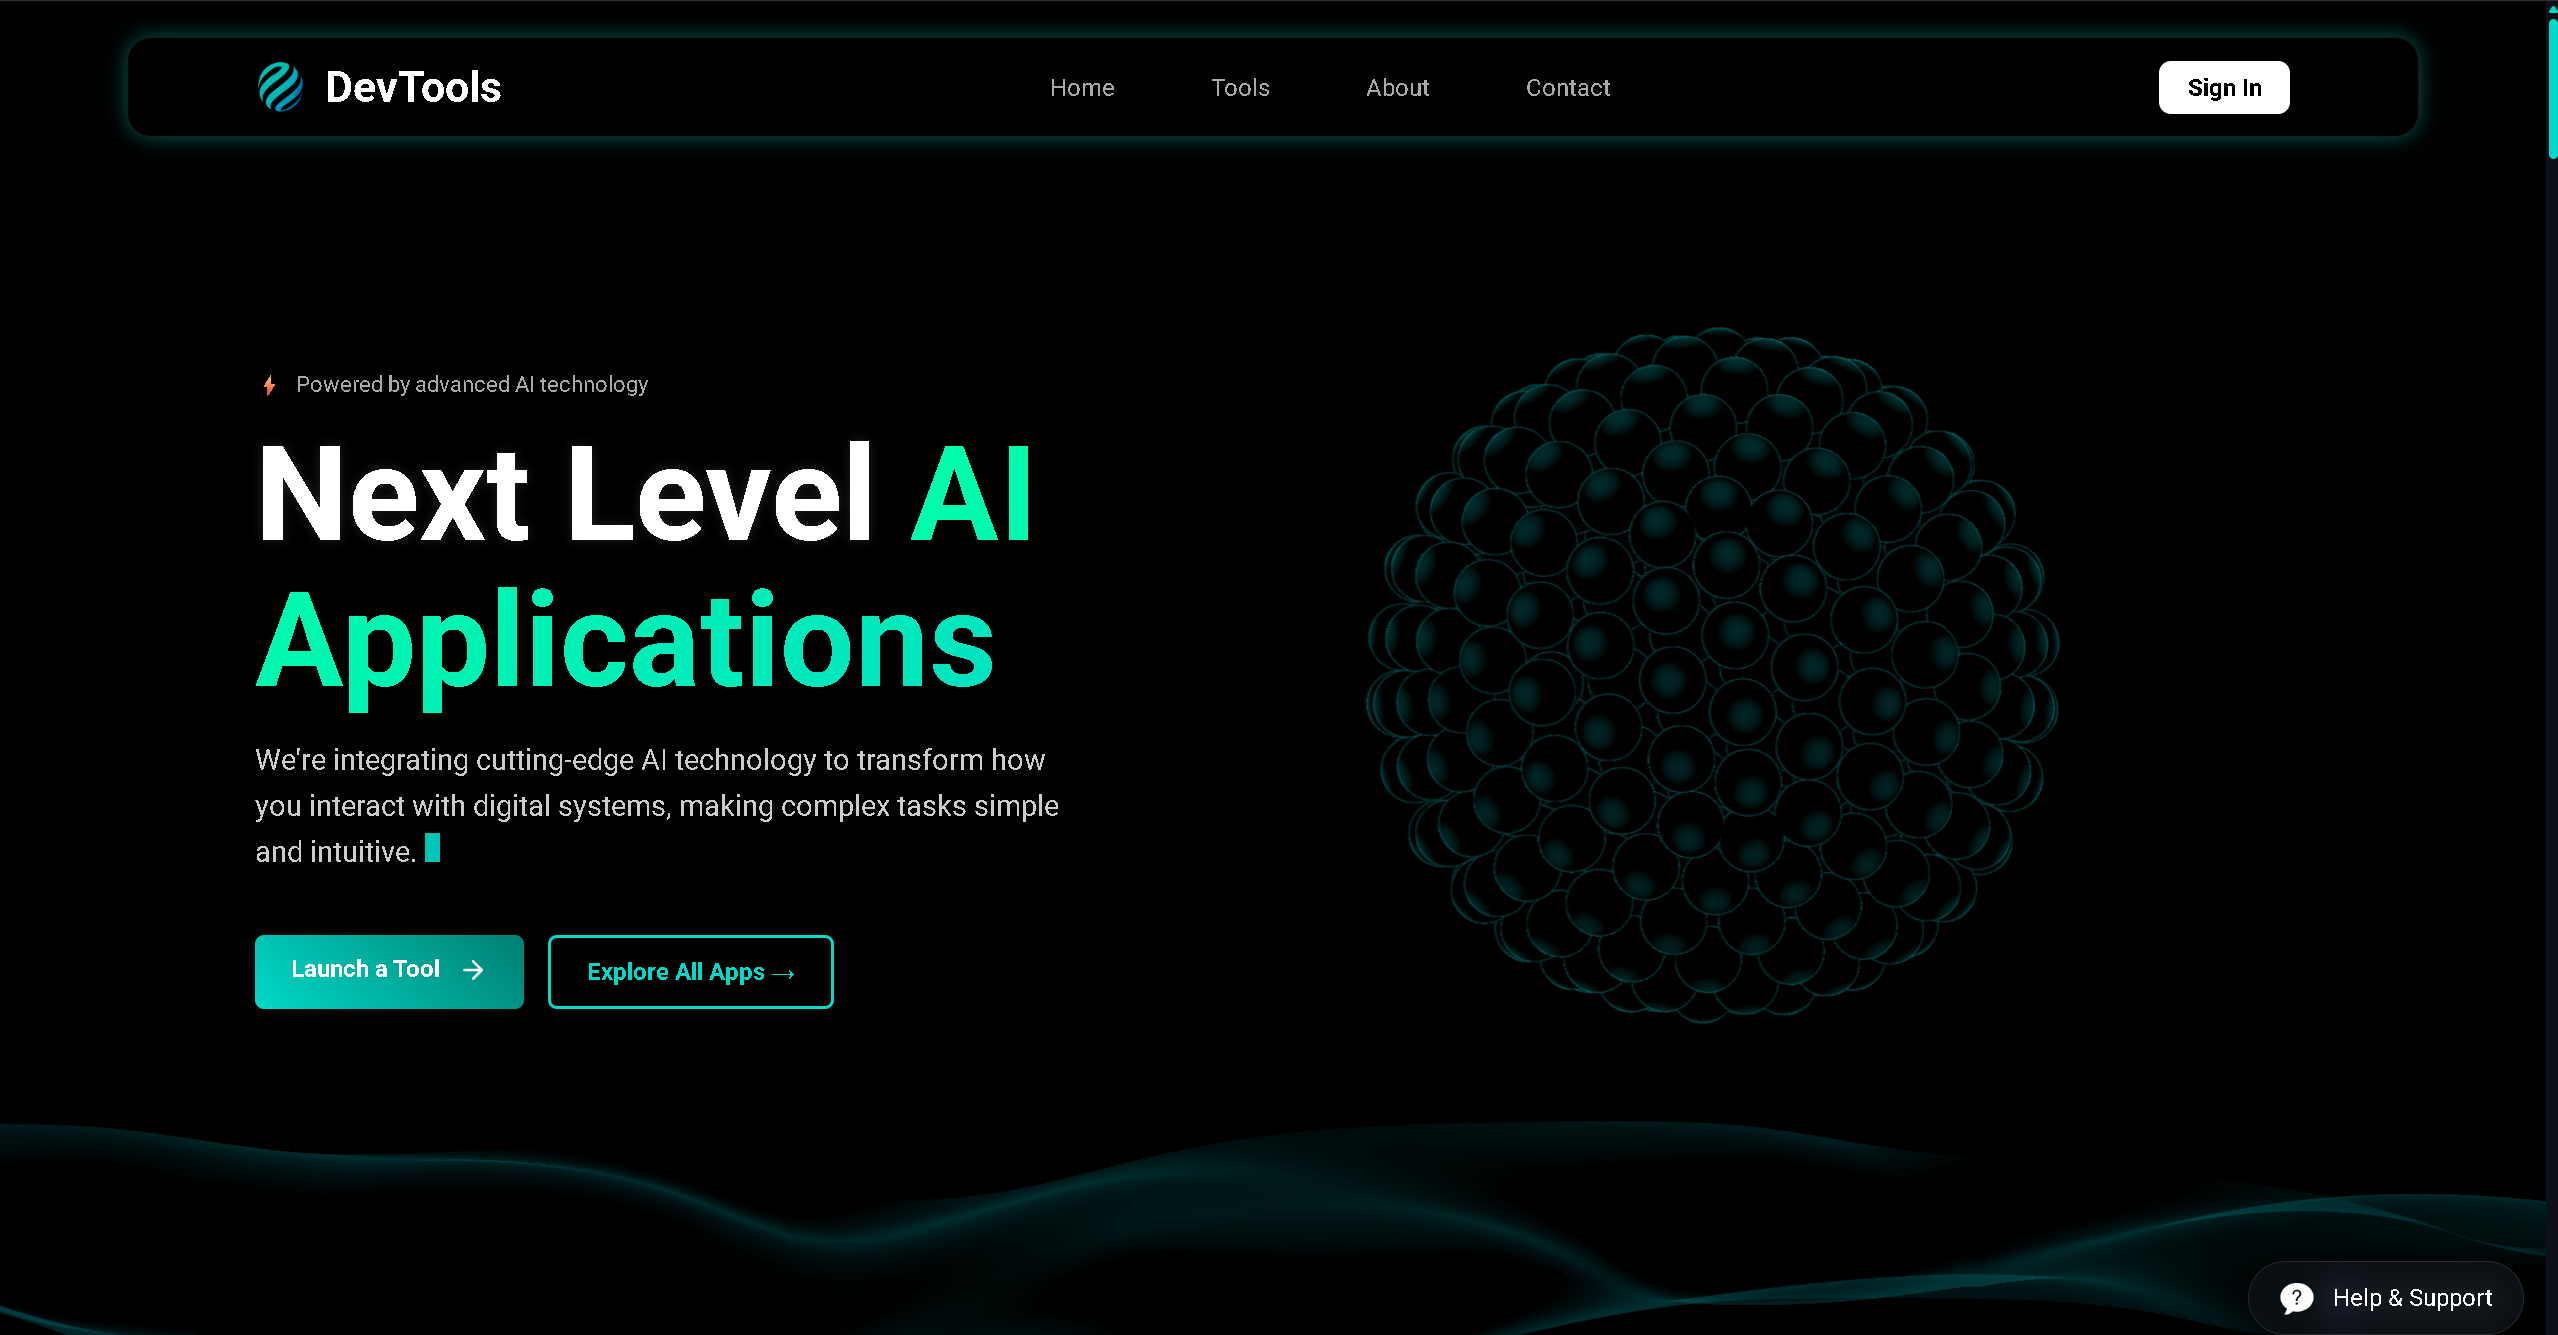 DevTools
Home
Tools
About
Contact
Sign In
Powered by advanced AI technology
Next Level AI
Applications
We're integrating cutting-edge AI technology to transform how
you interact with digital systems, making complex tasks simple
and intuitive.
Launch a Tool →
Explore All Apps →
Help & Support